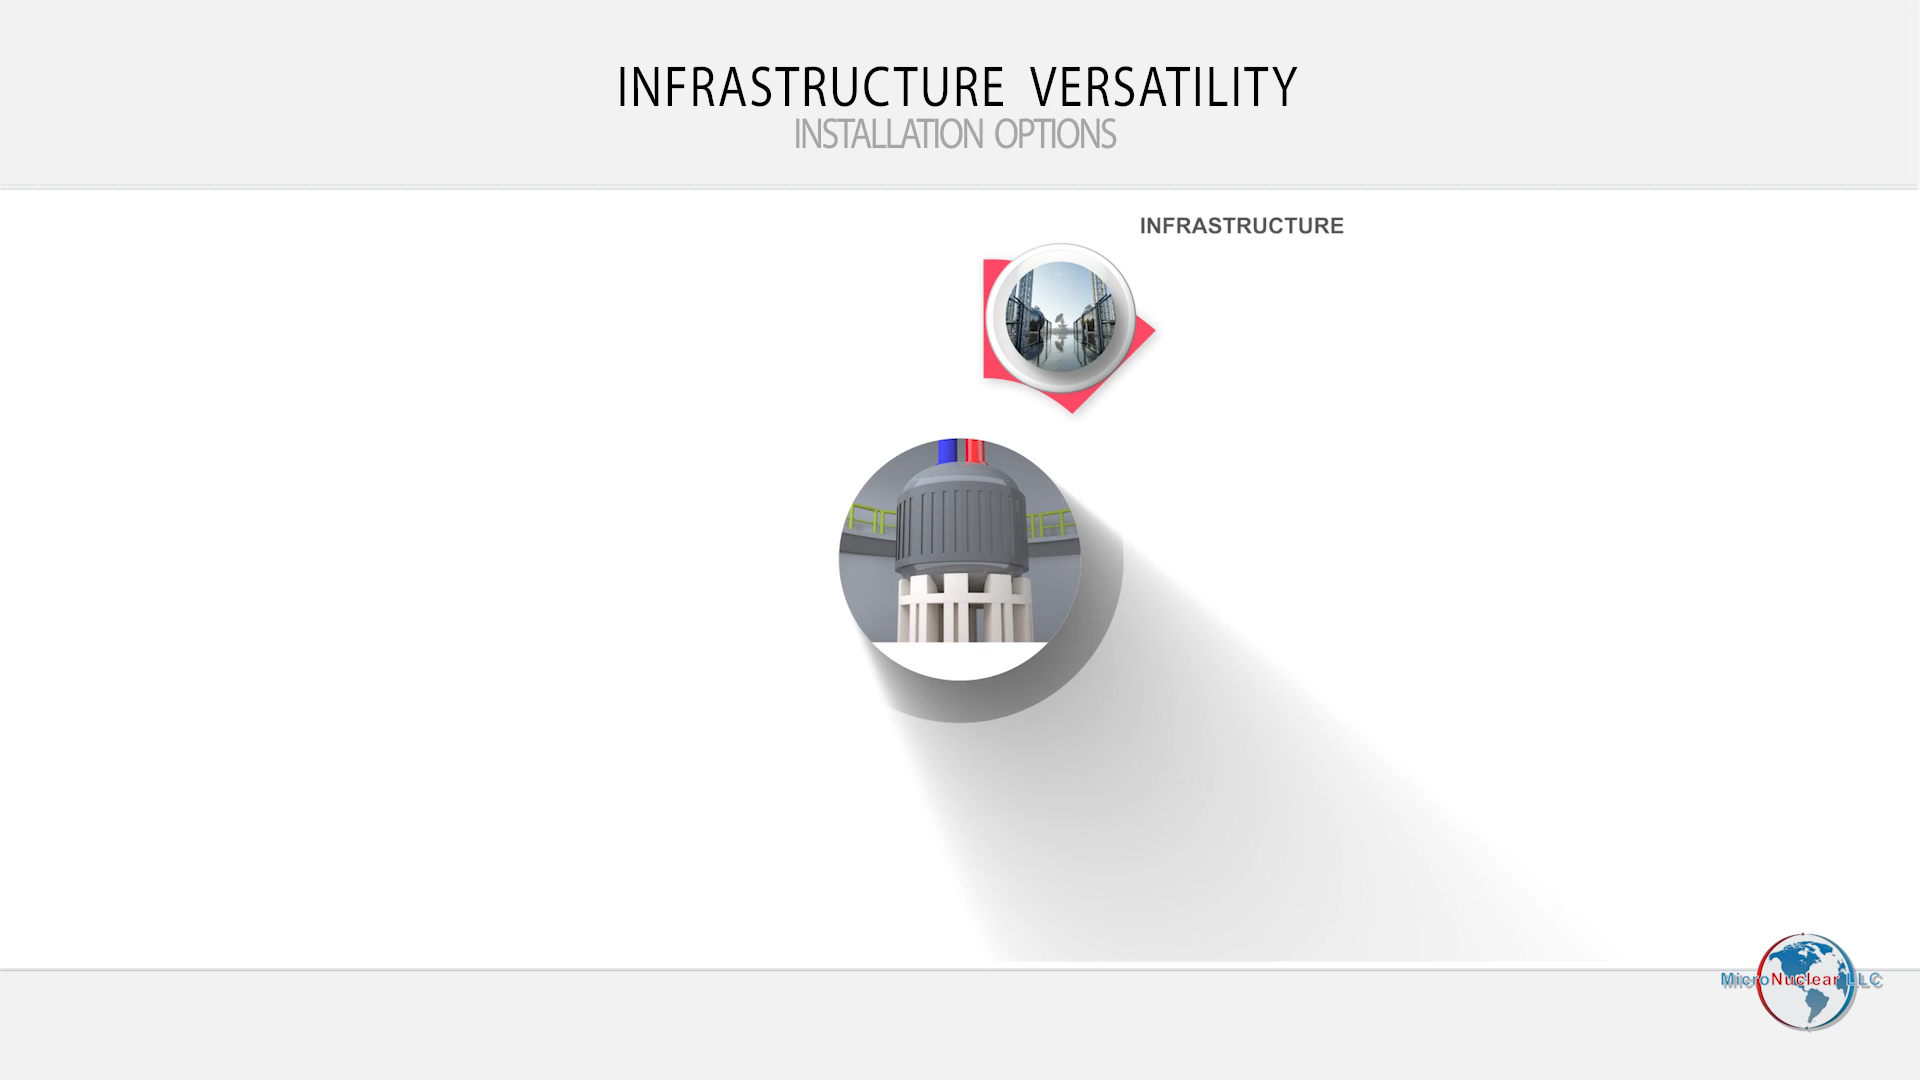 INFRASTRUCTURE VERSATILITY
INSTALLATION OPTIONS
INFRASTRUCTURE
MicroNuclear LLC